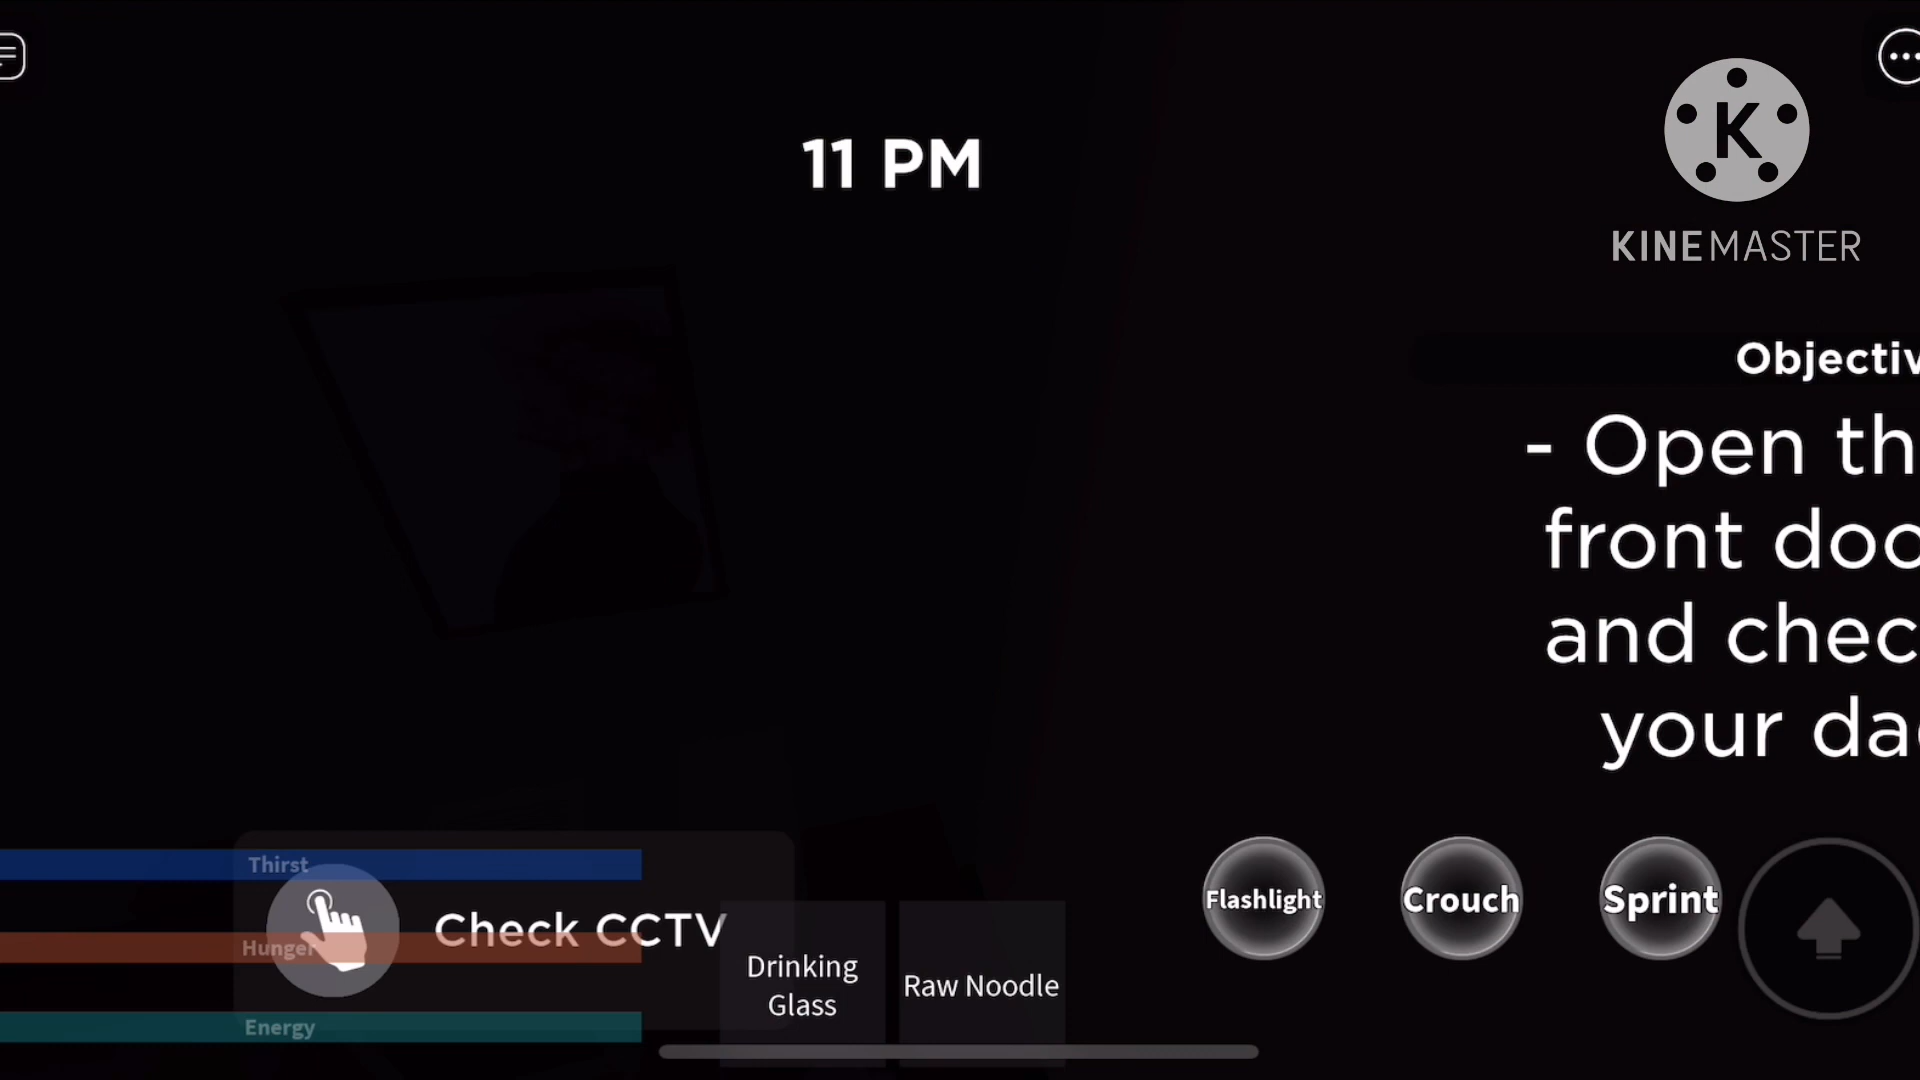 11 PM
K
KINEMASTER
Objectiv
- Open th
front doo
and chec
your da
Thirst
Check CCTV
Hunger
Drinking
Glass
Raw Noodle
Energy
Flashlight
Crouch
Sprint